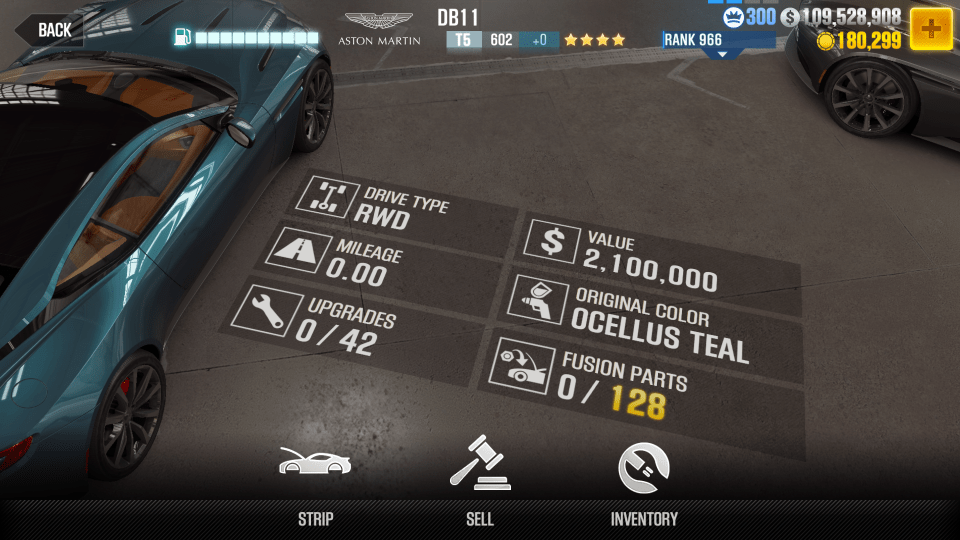 BACK
ASTON MARTIN
DB11
T5 602 +0
300 $ 109,528,908
RANK 966
180,299
DRIVE TYPE
RWD
MILEAGE
0.00
UPGRADES
0/42
$ VALUE
2,100,000
ORIGINAL COLOR
OCELLUS TEAL
FUSION PARTS
0/ 128
STRIP
SELL
INVENTORY